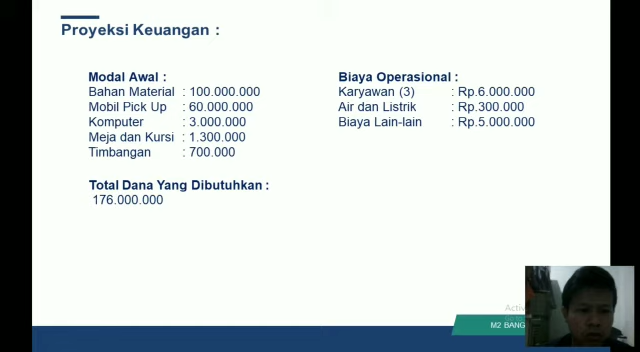 Proyeksi Keuangan :
Modal Awal :
Bahan Material : 100.000.000
Mobil Pick Up : 60.000.000
Komputer : 3.000.000
Meja dan Kursi : 1.300.000
Timbangan : 700.000
Total Dana Yang Dibutuhkan :
176.000.000
Biaya Operasional :
Karyawan (3) : Rp.6.000.000
Air dan Listrik : Rp.300.000
Biaya Lain-lain : Rp.5.000.000
Activ
M2 BANG